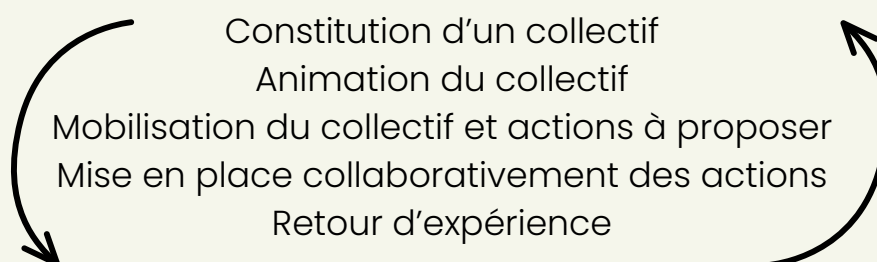 Constitution d’un collectif
Animation du collectif
Mobilisation du collectif et actions à proposer
Mise en place collaborativement des actions
Retour d’expérience